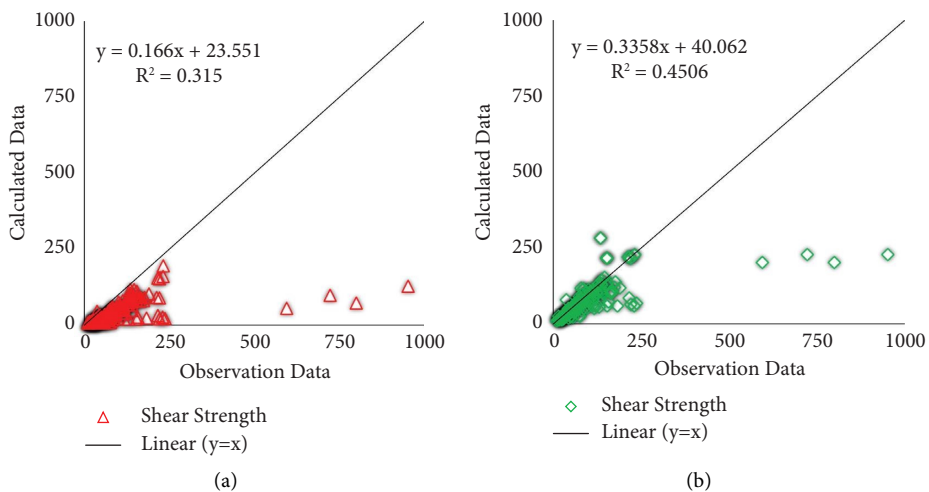 1000
y = 0.166x + 23.551
R² = 0.315
750
500
250
0
0 250 500 750 1000
Calculated Data
Observation Data
Shear Strength
Linear (y=x)
(a)
1000
y = 0.3358x + 40.062
R² = 0.4506
750
500
250
0
0 250 500 750 1000
Calculated Data
Observation Data
Shear Strength
Linear (y=x)
(b)